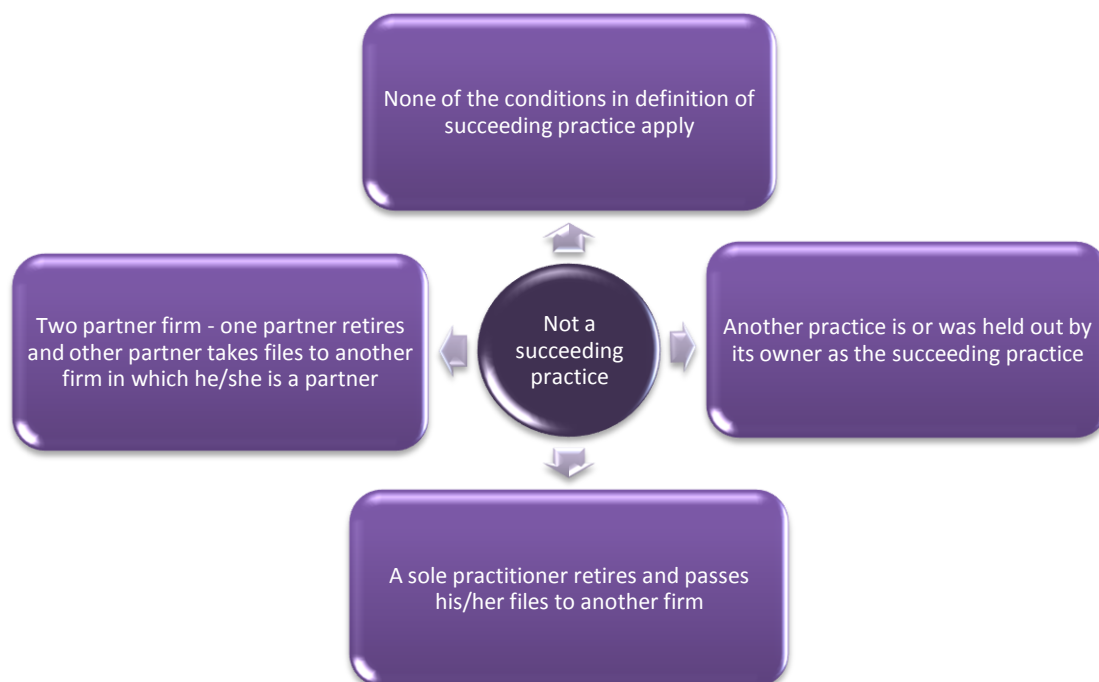 None of the conditions in definition of
succeeding practice apply
Two partner firm - one partner retires
and other partner takes files to another
firm in which he/she is a partner
Not a
succeeding
practice
Another practice is or was held out by
its owner as the succeeding practice
A sole practitioner retires and passes
his/her files to another firm